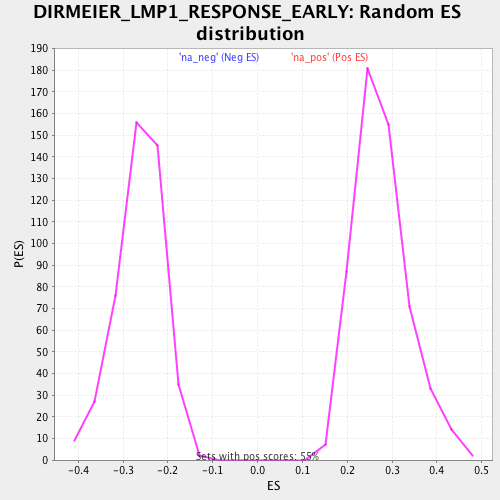 DIRMEIER_LMP1_RESPONSE_EARLY: Random ES
distribution
'na_neg' (Neg ES) 'na_pos' (Pos ES)
190
180
170
160
150
140
130
120
110
100
90
80
70
60
50
40
30
20
10
0
P(ES)
Sets with pos scores: 55%
-0.4 -0.3 -0.2 -0.1 0.0 0.1 0.2 0.3 0.4 0.5
ES